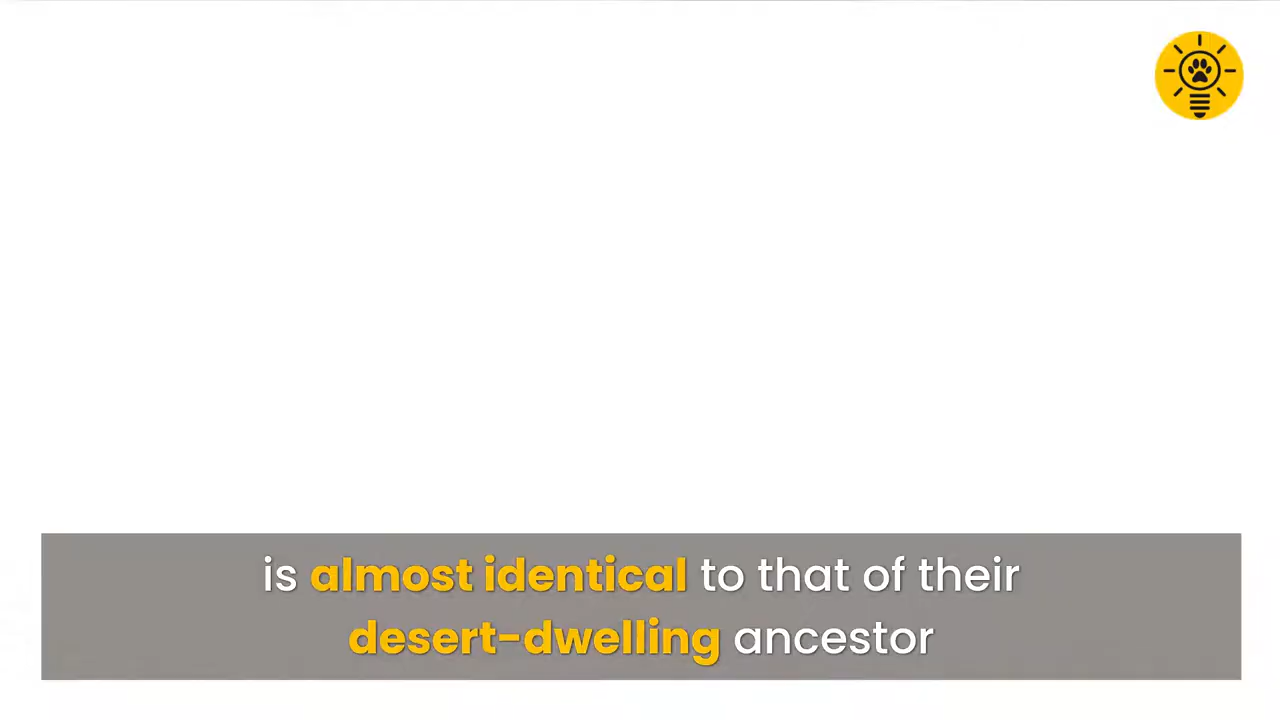 is almost identical to that of their
desert-dwelling ancestor